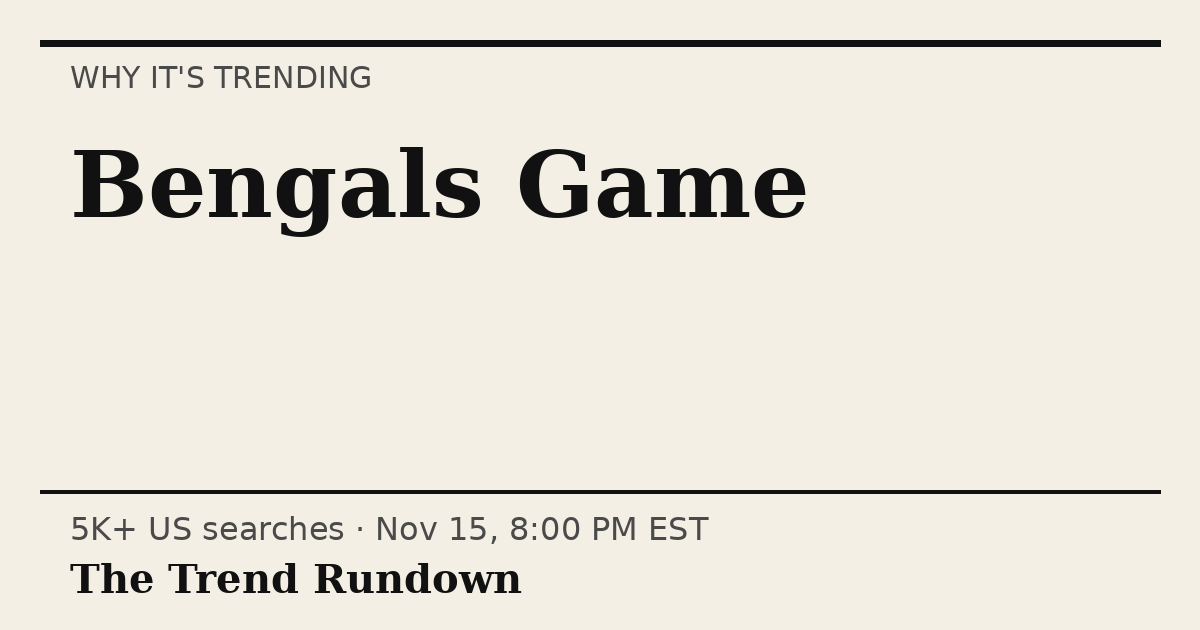 WHY IT'S TRENDING
Bengals Game
5K+ US searches · Nov 15, 8:00 PM EST
The Trend Rundown